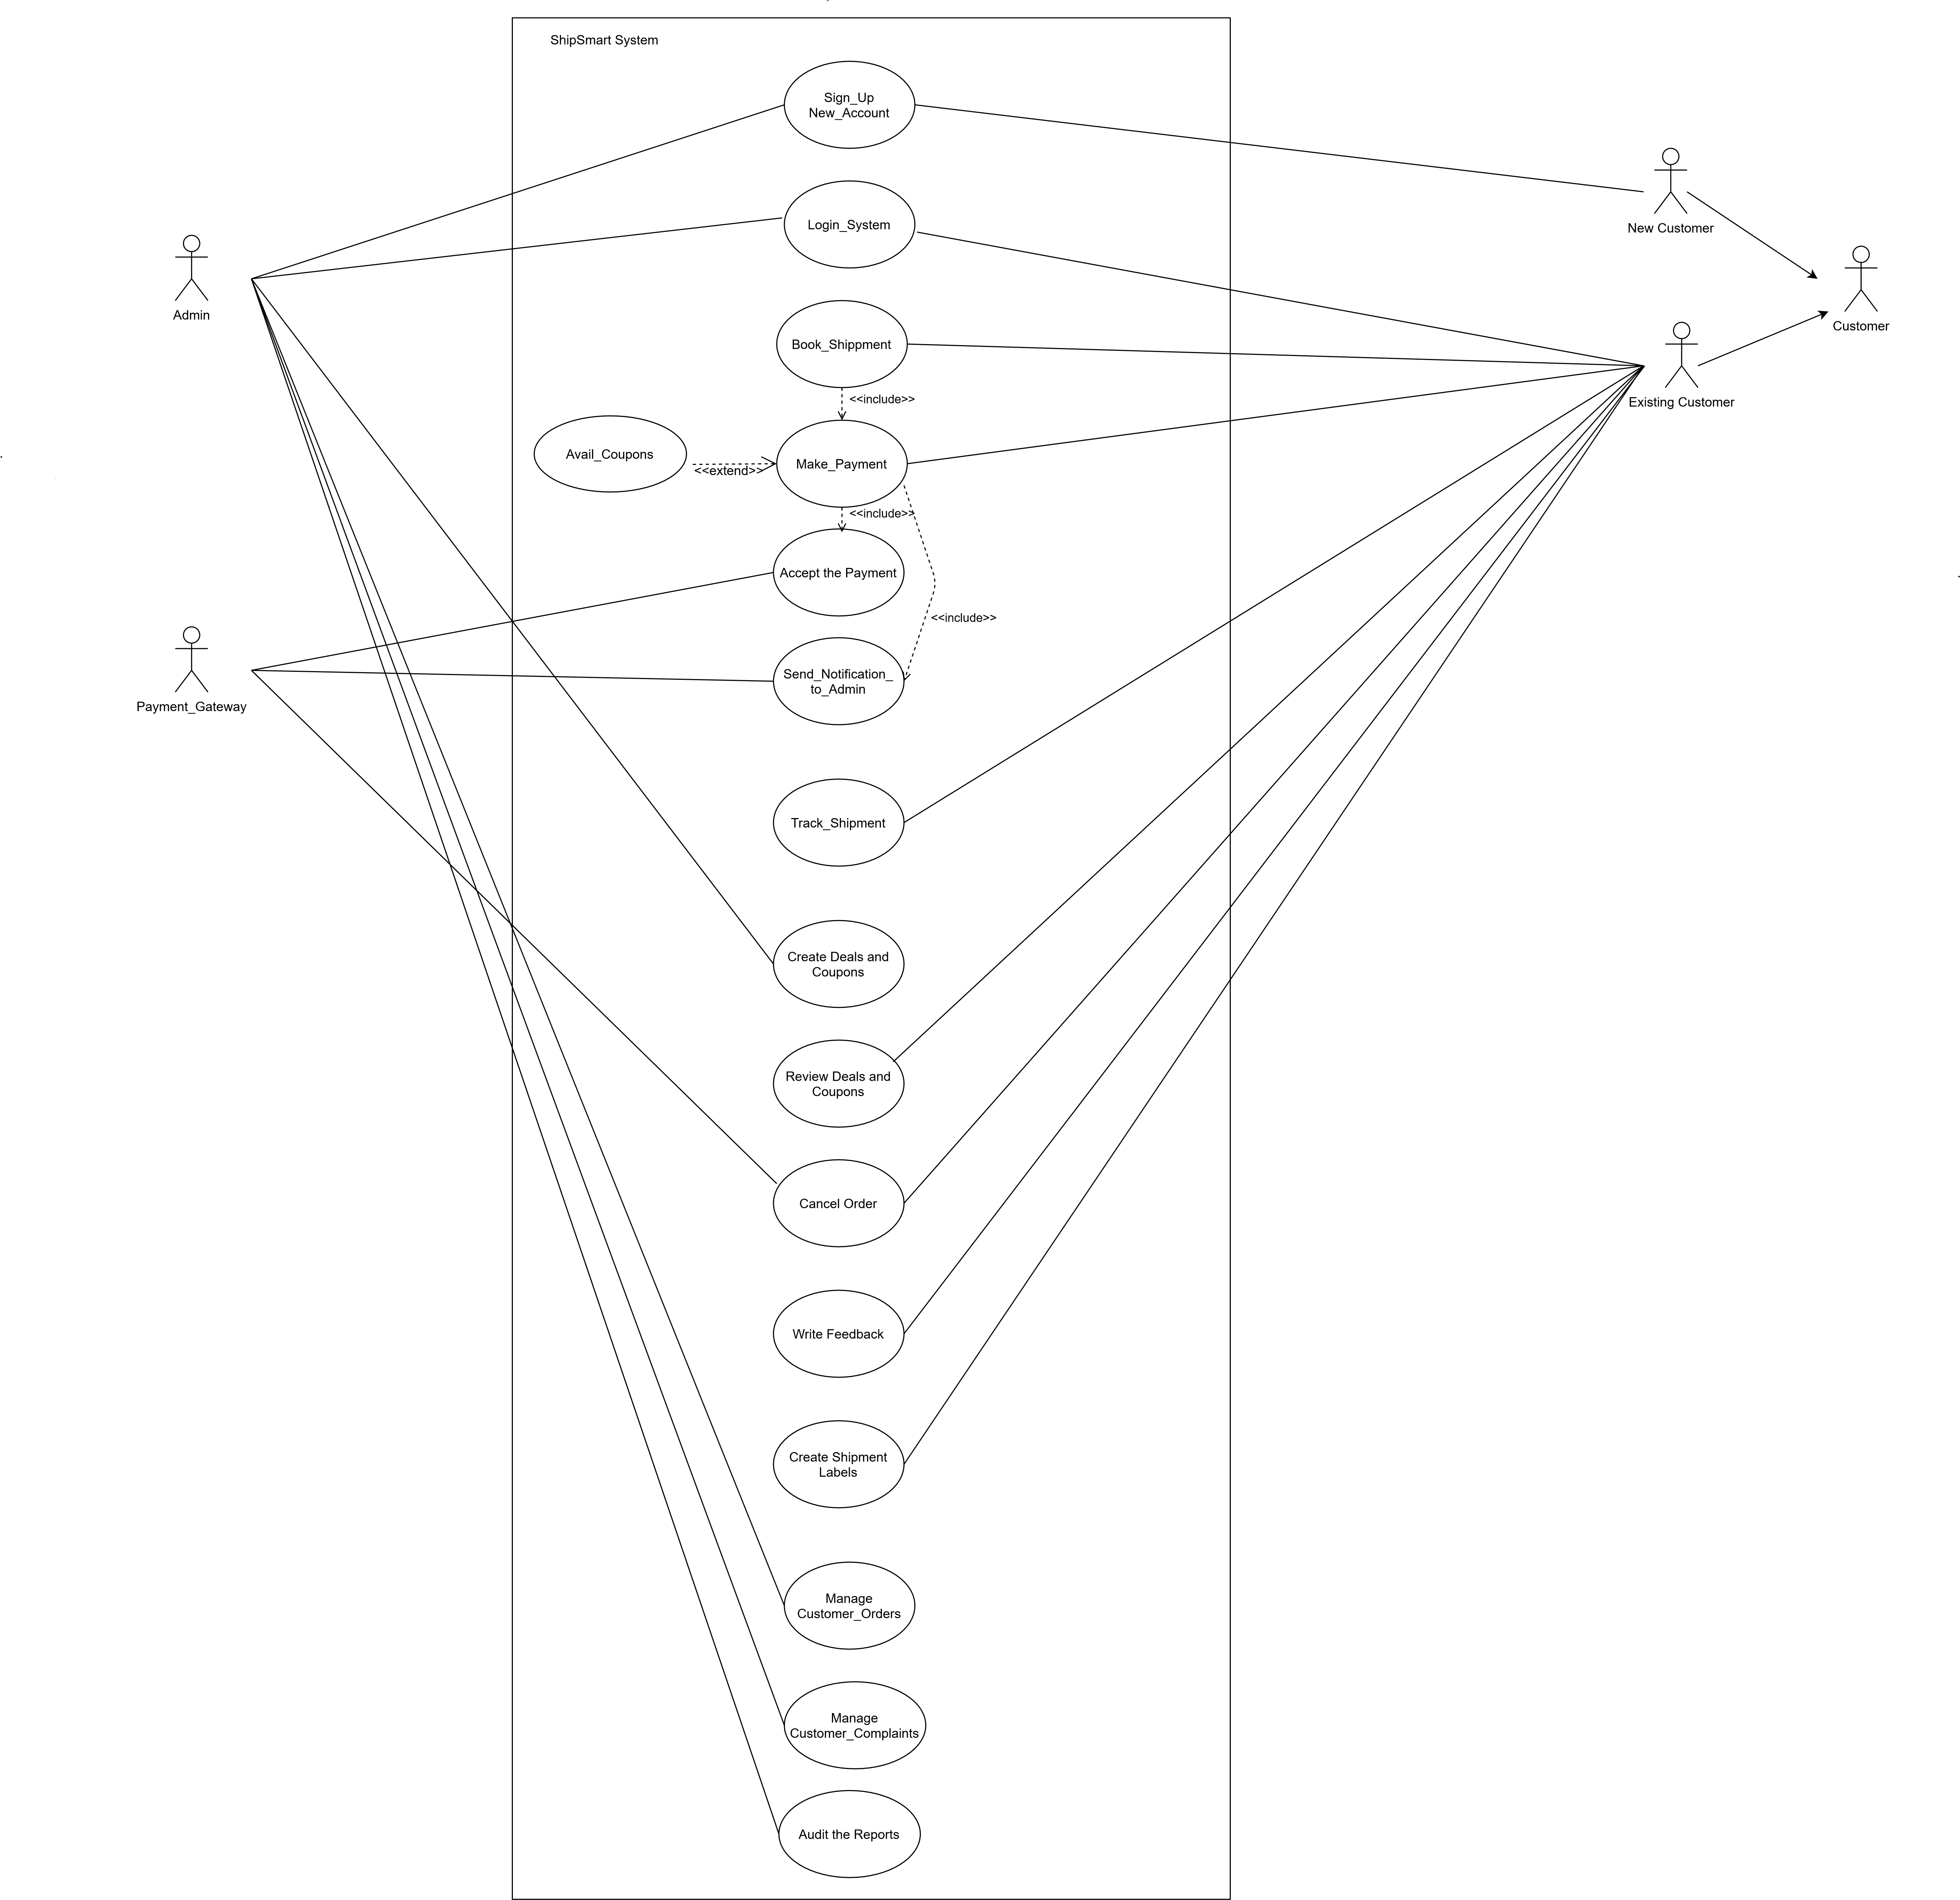 ShipSmart System
Sign_Up
New_Account
New Customer
Login_System
Admin
Customer
Book_Shippment
Existing Customer
<<include>>
Avail_Coupons
<<extend>>
Make_Payment
<<include>>
Accept the Payment
<<include>>
Send_Notification_
to_Admin
Payment_Gateway
Track_Shipment
Create Deals and
Coupons
Review Deals and
Coupons
Cancel Order
Write Feedback
Create Shipment
Labels
Manage
Customer_Orders
Manage
Customer_Complaints
Audit the Reports